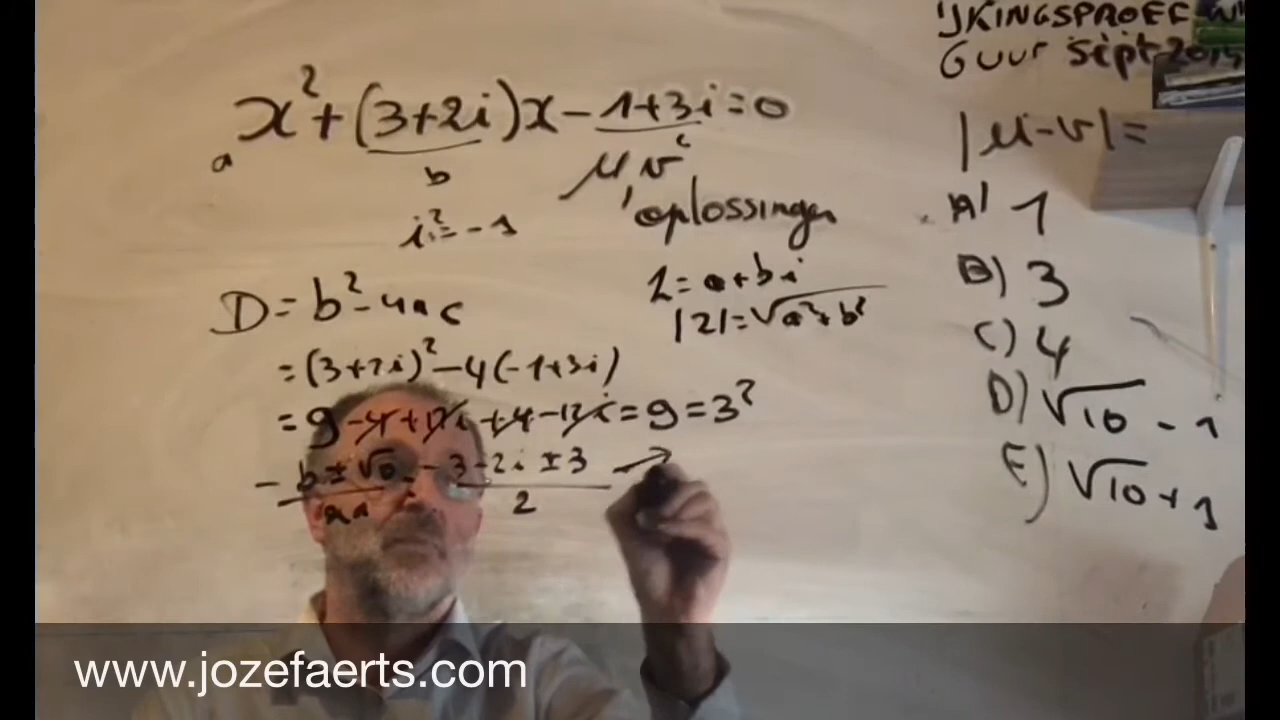 'IJKINGSPROEF W
6 UUR Sept 2015
x² + (3+2i)x - 1+3i = 0
a b c
μ, v oplossingen
i² = -1
|μ-v| =
A) 1
B) 3
C) 4
D) √10 - 1
E) √10 + 1
Z = a+bi
|Z| = √a²+b²
D = b² - 4ac
= (3+2i)² - 4(-1+3i)
= 9 - 4 + 12i + 4 - 12i = 9 = 3²
-b ± √D / 2a = -3-2i ± 3 / 2 →
www.jozefaerts.com